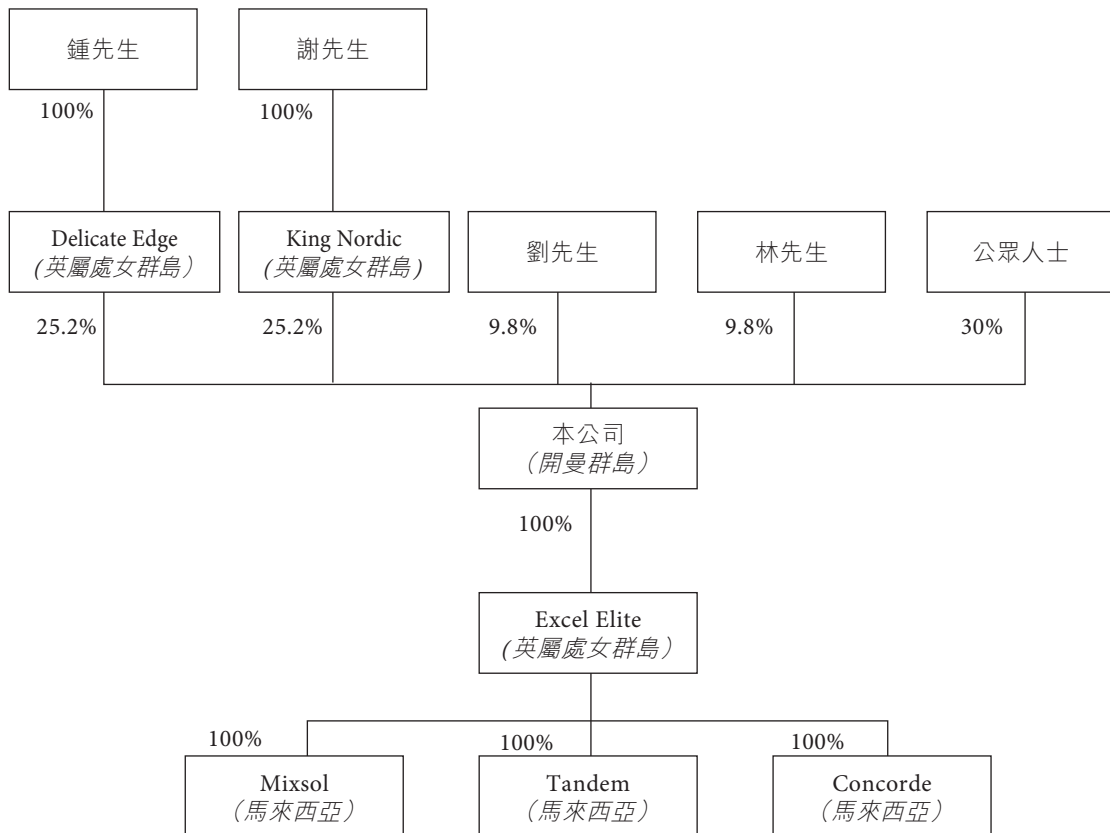 鍾先生
謝先生
100%
100%
Delicate Edge
(英屬處女群島）
King Nordic
(英屬處女群島)
劉先生
林先生
公眾人士
25.2%
25.2%
9.8%
9.8%
30%
本公司
（開曼群島）
100%
Excel Elite
(英屬處女群島）
100%
100%
100%
Mixsol
（馬來西亞）
Tandem
（馬來西亞）
Concorde
（馬來西亞）